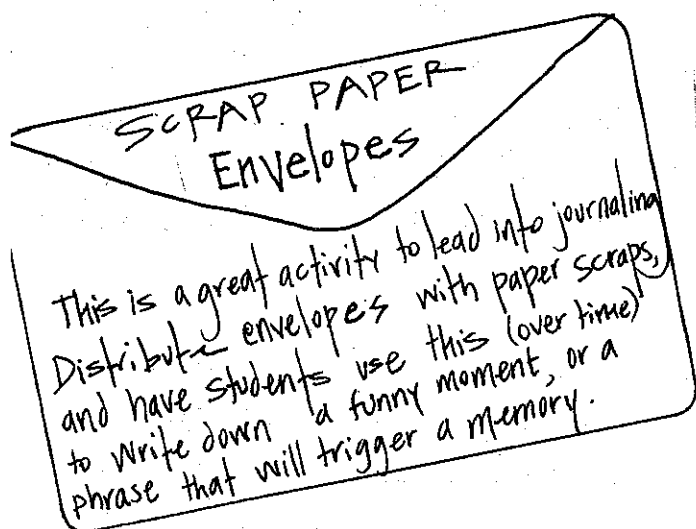 SCRAP PAPER
Envelopes
This is a great activity to lead into journaling
Distribute envelopes with paper scraps,
and have students use this (over time)
to write down a funny moment, or a
phrase that will trigger a memory.